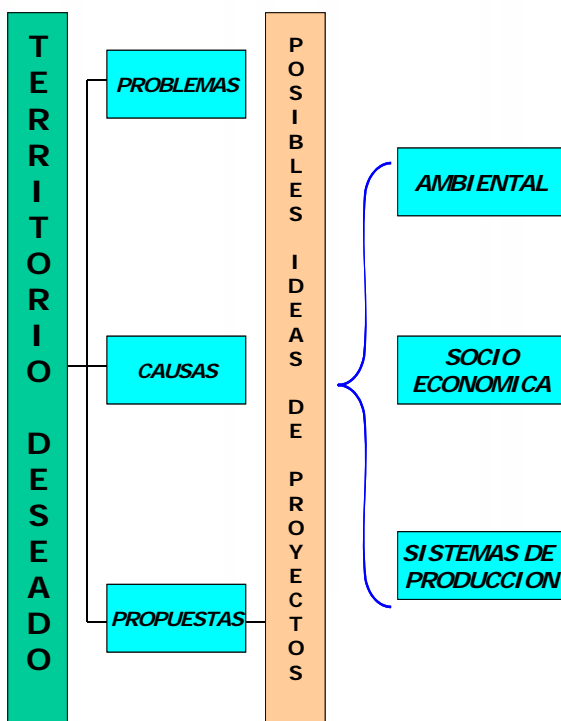 TERRITORIO DESEADO
PROBLEMAS
CAUSAS
PROPUESTAS
POSIBLES IDEAS DE PROYECTOS
AMBIENTAL
SOCIO
ECONOMICA
SISTEMAS DE
PRODUCCION